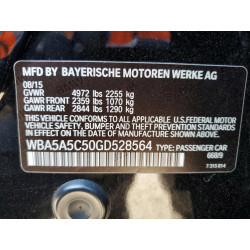 MFD BY BAYERISCHE MOTOREN WERKE AG
08/15
GVWR 4972 lbs 2255 kg
GAWR FRONT 2359 lbs 1070 kg
GAWR REAR 2844 lbs 1290 kg
THIS VEHICLE CONFORMS TO ALL APPLICABLE U.S. FEDERAL MOTOR
VEHICLE SAFETY, BUMPER, AND THEFT PREVENTION STANDARDS
IN EFFECT ON THE DATE OF MANUFACTURE SHOWN ABOVE.
WBA5A5C50GD528564 TYPE: PASSENGER CAR
668/9